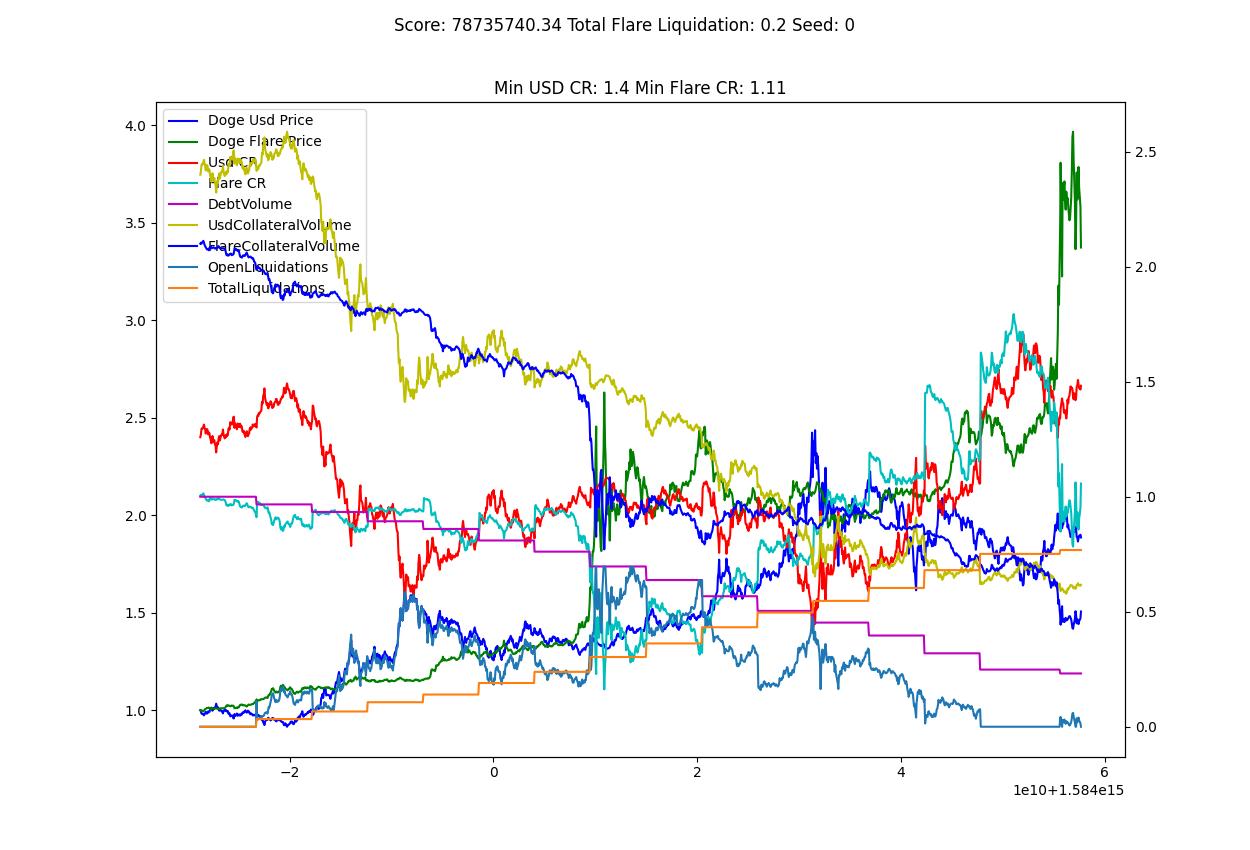 Score: 78735740.34 Total Flare Liquidation: 0.2 Seed: 0
Min USD CR: 1.4 Min Flare CR: 1.11
Doge Usd Price
Doge Flare Price
Usd CR
Flare CR
DebtVolume
UsdCollateralVolume
FlareCollateralVolume
OpenLiquidations
TotalLiquidations
4.0
3.5
3.0
2.5
2.0
1.5
1.0
2.5
2.0
1.5
1.0
0.5
0.0
−2 0 2 4 6
1e10+1.584e15